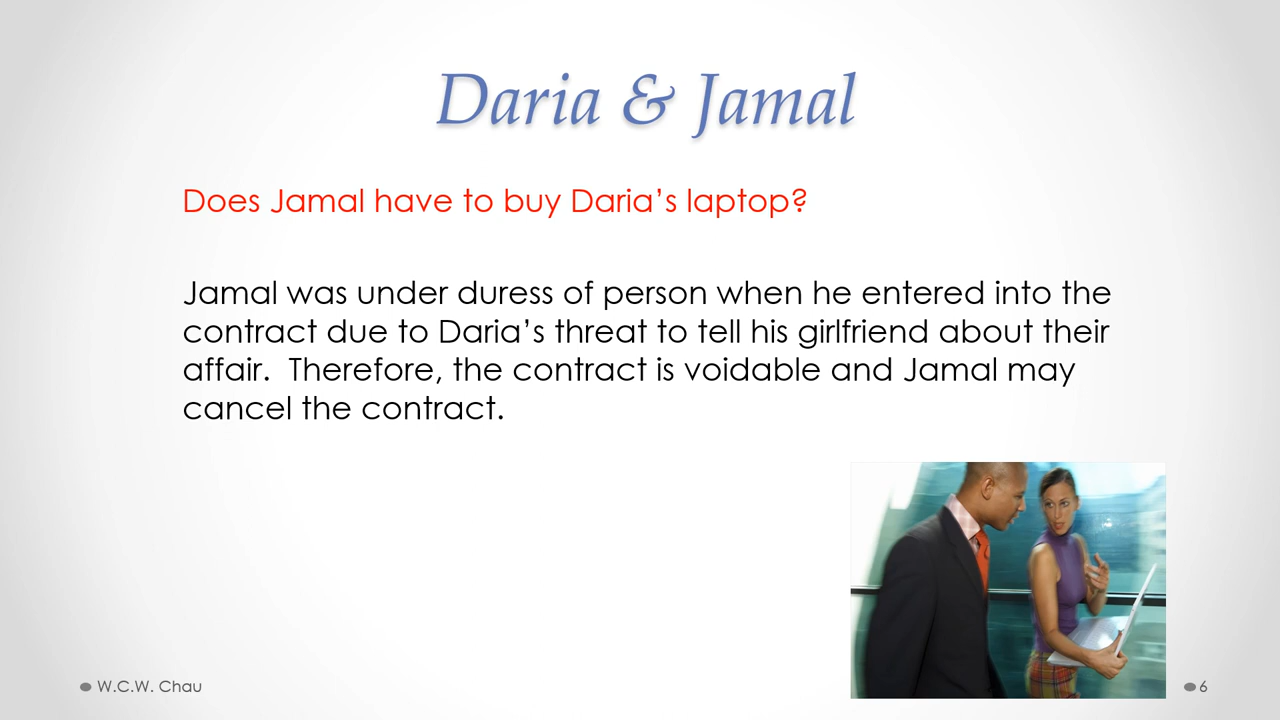 Daria & Jamal
Does Jamal have to buy Daria’s laptop?
Jamal was under duress of person when he entered into the
contract due to Daria’s threat to tell his girlfriend about their
affair.  Therefore, the contract is voidable and Jamal may
cancel the contract.
W.C.W. Chau
6